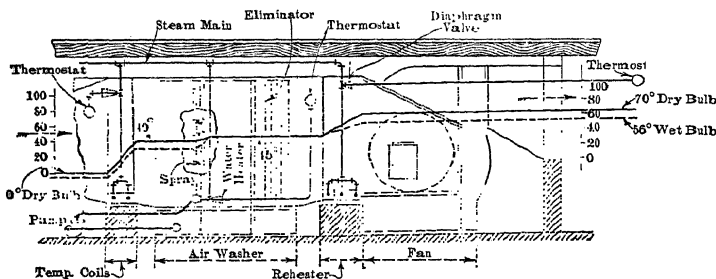 Steam Main
Eliminator
Thermostat
Diaphragm
Valve
Thermostat
Thermost
100
80
60
40
20
0
100
80
60
40
20
0
70° Dry Bulb
56° Wet Bulb
0° Dry Bulb
Spray
Water
Heater
Pump
Temp. Coils
Air Washer
Reheater
Fan